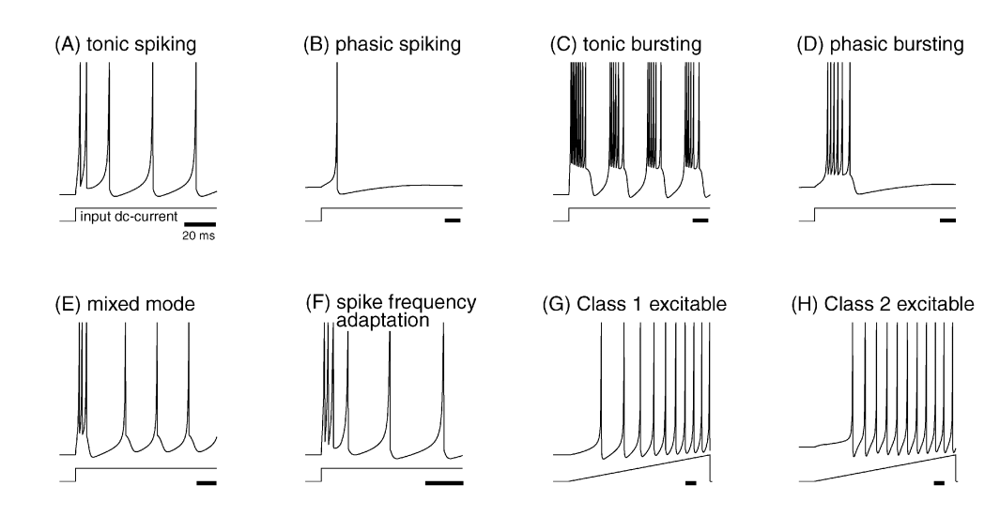 (A) tonic spiking
(B) phasic spiking
(C) tonic bursting
(D) phasic bursting
input dc-current
20 ms
(E) mixed mode
(F) spike frequency
adaptation
(G) Class 1 excitable
(H) Class 2 excitable